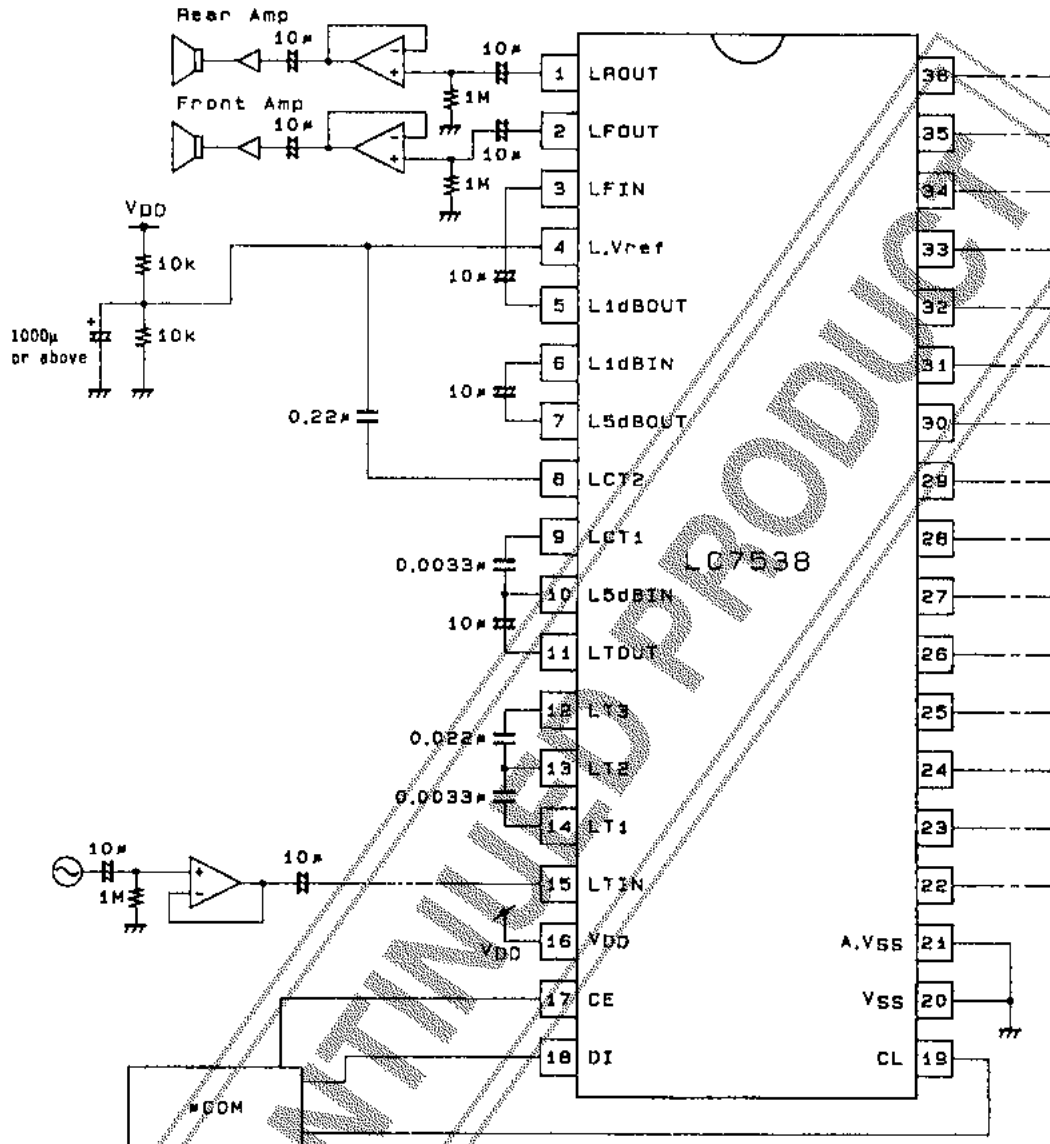 Rear Amp
10μ
10μ
1M
Front Amp
10μ
10μ
1M
VDD
10k
10k
+
1000μ
or above
10μ
10μ
0.22μ
0.0033μ
10μ
0.022μ
0.0033μ
10μ
1M
10μ
VDD
μCOM
1 LROUT
2 LFOUT
3 LFIN
4 L.Vref
5 L1dBOUT
6 L1dBIN
7 L5dBOUT
8 LCT2
9 LCT1
10 L5dBIN
11 LTOUT
12 LT3
13 LT2
14 LT1
15 LTIN
16 VDD
17 CE
18 DI
LC7538
36
35
34
33
32
31
30
29
28
27
26
25
24
23
22
A.VSS 21
VSS 20
CL 19
NTINUED PRODUCT